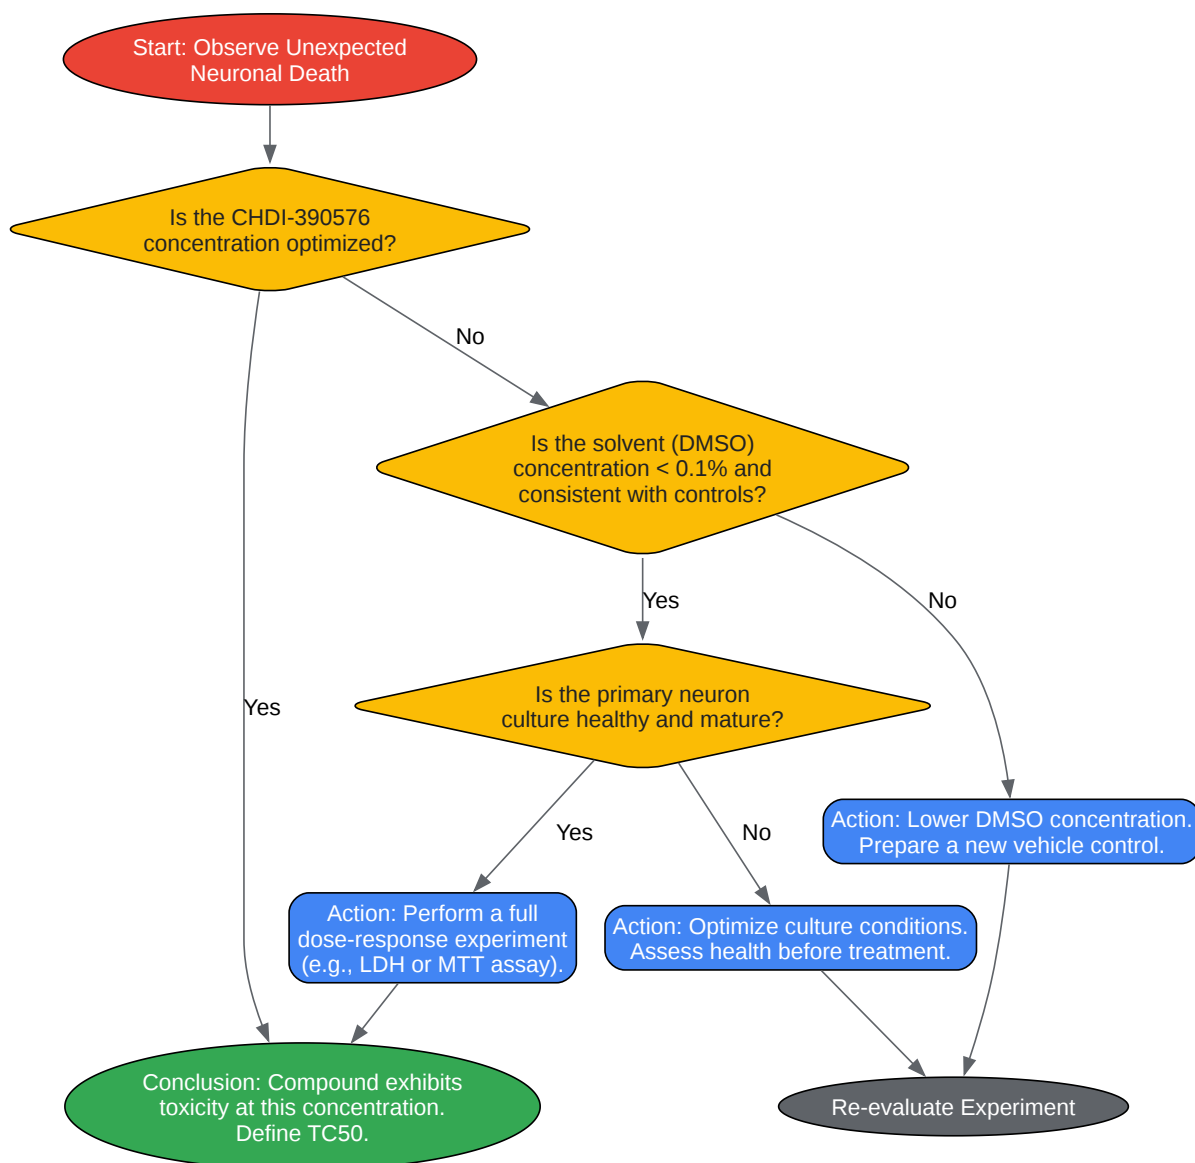 Start: Observe Unexpected
Neuronal Death
Is the CHDI-390576
concentration optimized?
No
Is the solvent (DMSO)
concentration < 0.1% and
consistent with controls?
Yes
No
Yes
Is the primary neuron
culture healthy and mature?
Yes
No
Action: Lower DMSO concentration.
Prepare a new vehicle control.
Action: Perform a full
dose-response experiment
(e.g., LDH or MTT assay).
Action: Optimize culture conditions.
Assess health before treatment.
Conclusion: Compound exhibits
toxicity at this concentration.
Define TC50.
Re-evaluate Experiment